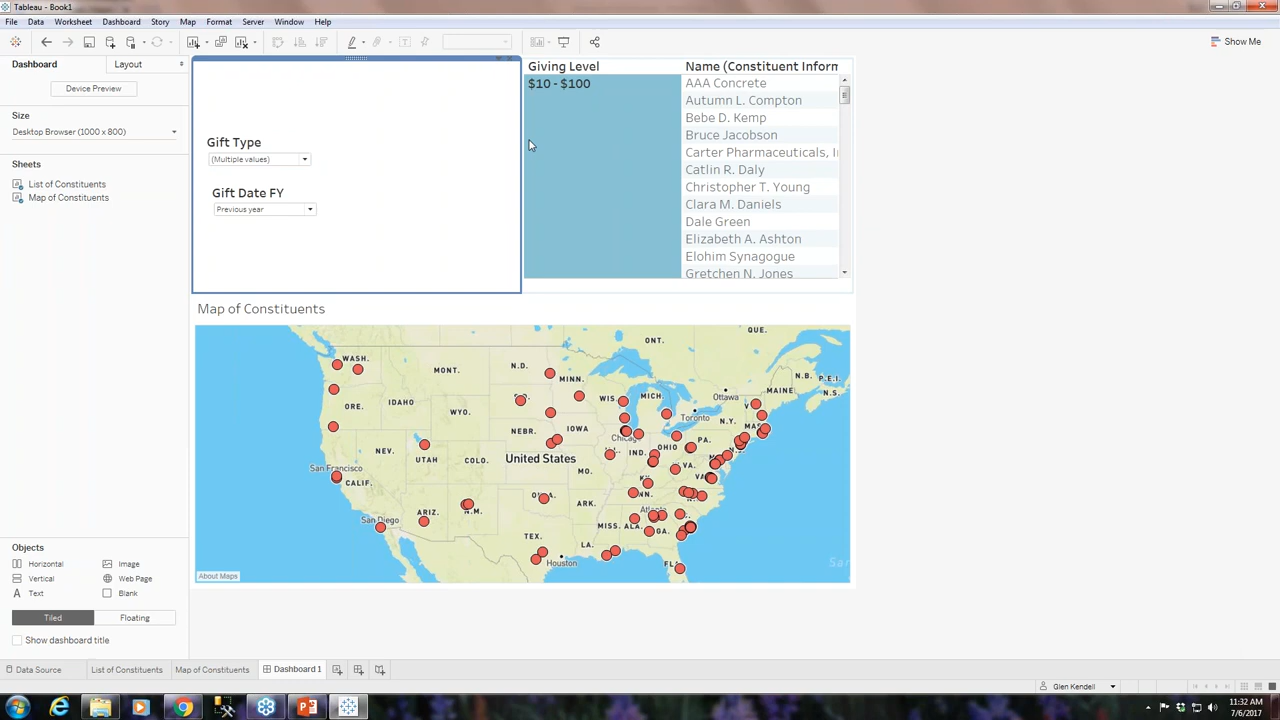 Tableau - Book1
File Data Worksheet Dashboard Story Map Format Server Window Help
Show Me
Dashboard Layout
Device Preview
Size
Desktop Browser (1000 x 800)
Sheets
List of Constituents
Map of Constituents
Gift Type
(Multiple values)
Gift Date FY
Previous year
Giving Level Name (Constituent Inform
$10 - $100 AAA Concrete
Autumn L. Compton
Bebe D. Kemp
Bruce Jacobson
Carter Pharmaceuticals, I
Catlin R. Daly
Christopher T. Young
Clara M. Daniels
Dale Green
Elizabeth A. Ashton
Elohim Synagogue
Gretchen N. Jones
Map of Constituents
QUE.
ONT.
WASH.
MONT.
N.D.
MINN.
N.B.
P.E.I.
MAINE
N.S.
Ottawa
ORE.
IDAHO
WYO.
WIS.
MICH.
Toronto
N.Y.
NEBR.
IOWA
PA.
NEV.
UTAH
COLO.
United States
IND.
OHIO
San Francisco
CALIF.
MO.
San Diego
ARIZ.
N.M.
ARK.
Atlanta
MISS.
ALA.
GA.
TEX.
LA.
Houston
About Maps
Objects
Horizontal Image
Vertical Web Page
Text Blank
Tiled Floating
Show dashboard title
Data Source List of Constituents Map of Constituents Dashboard 1
Glen Kendell
11:32 AM
7/6/2017